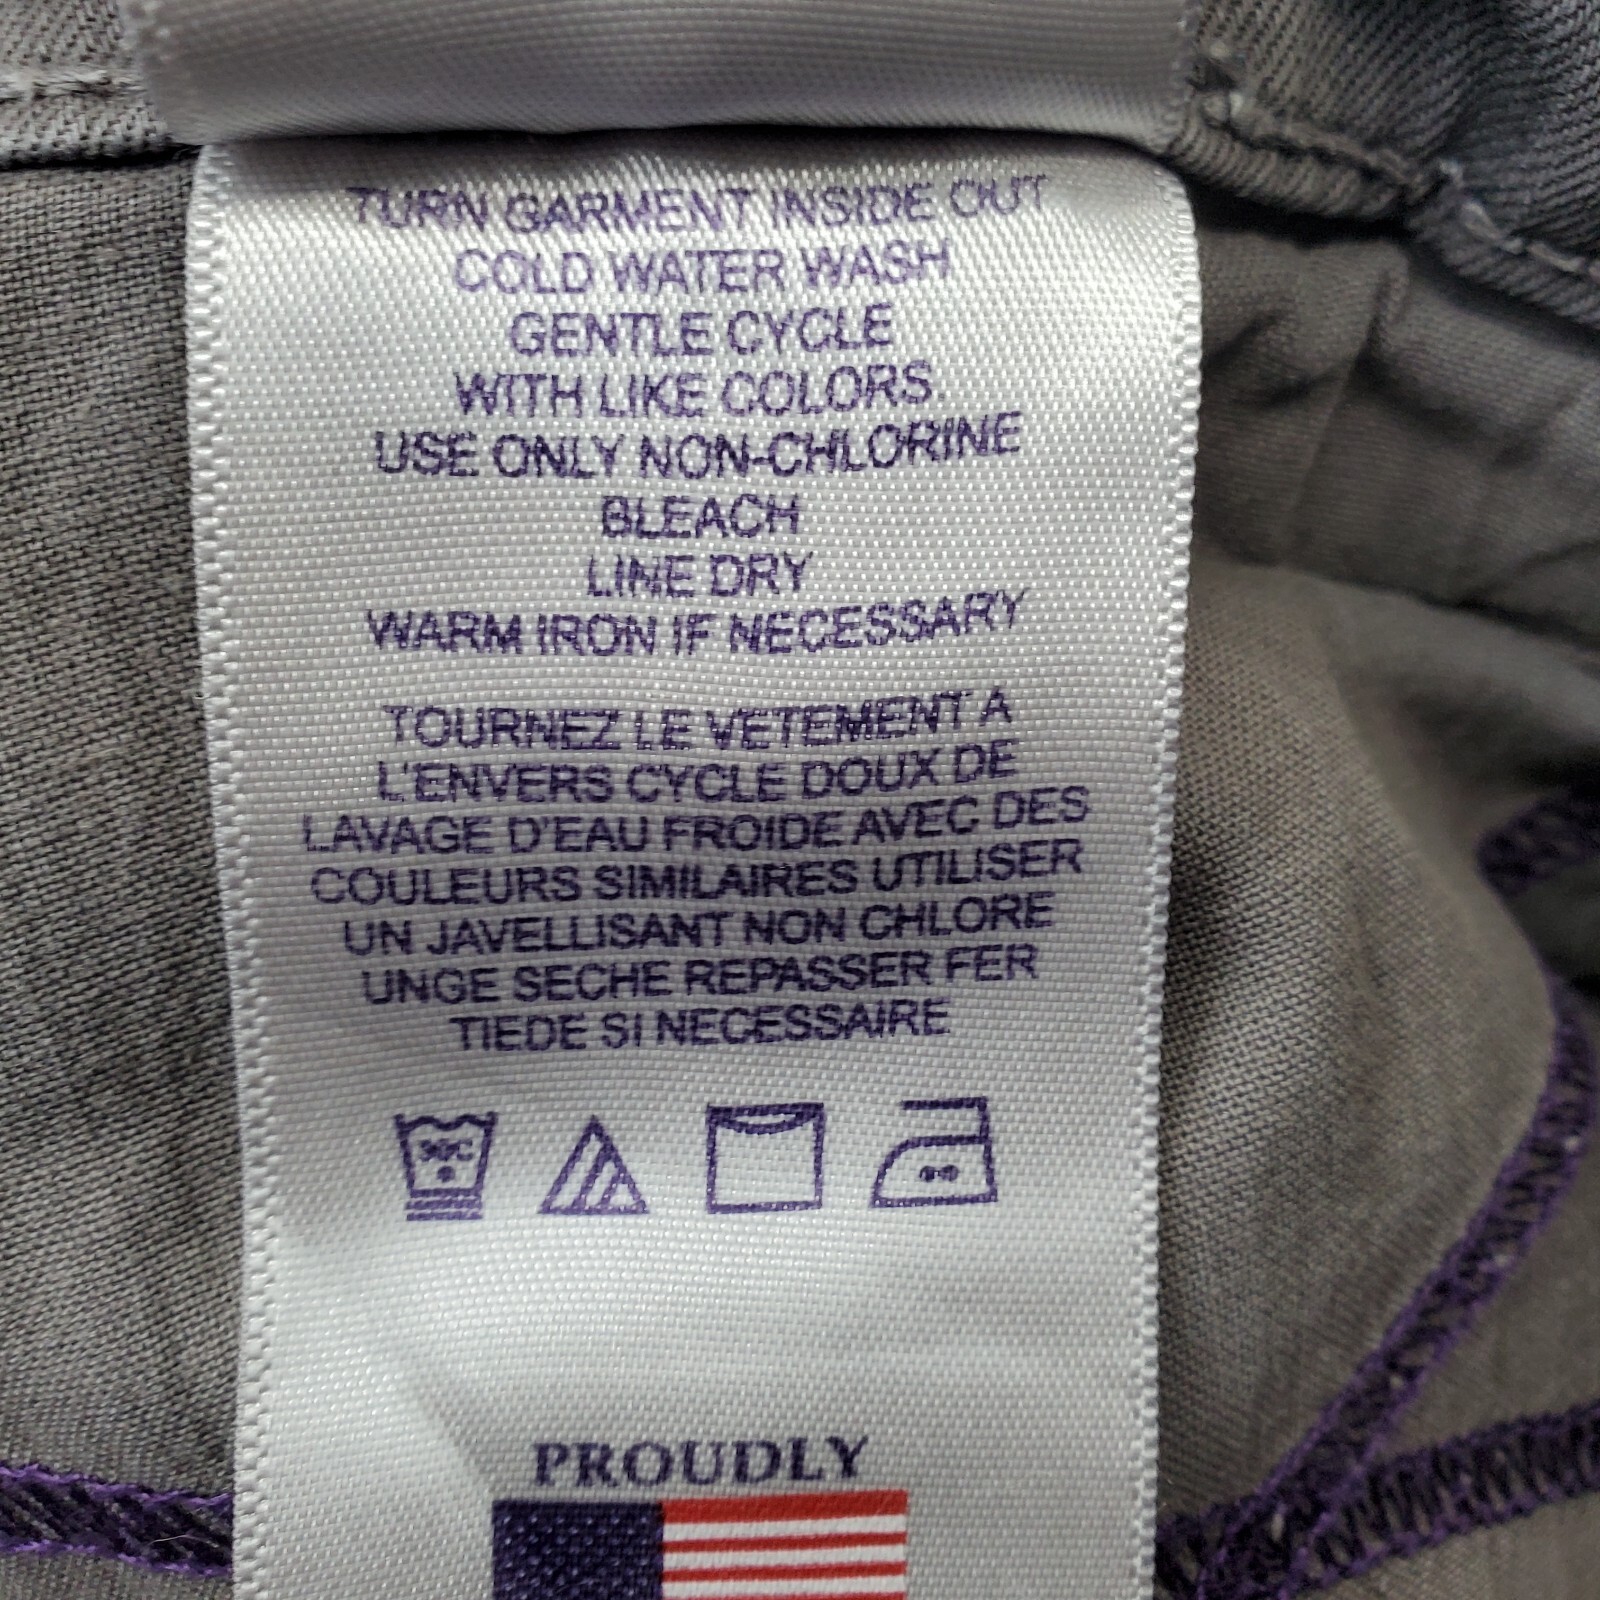 TURN GARMENT INSIDE OUT
COLD WATER WASH
GENTLE CYCLE
WITH LIKE COLORS.
USE ONLY NON-CHLORINE
BLEACH
LINE DRY
WARM IRON IF NECESSARY
TOURNEZ LE VETEMENT A
L'ENVERS CYCLE DOUX DE
LAVAGE D'EAU FROIDE AVEC DES
COULEURS SIMILAIRES UTILISER
UN JAVELLISANT NON CHLORE
UNGE SECHE REPASSER FER
TIEDE SI NECESSAIRE
30C
PROUDLY